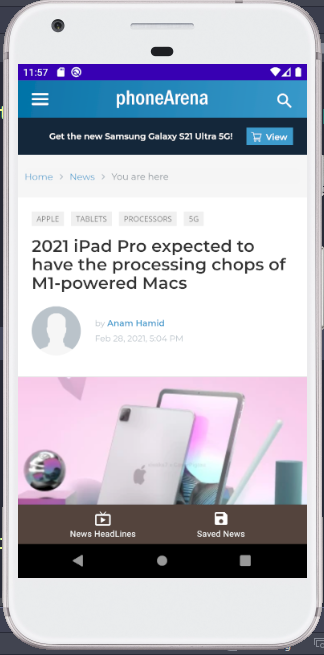 11:57
phoneArena
Get the new Samsung Galaxy S21 Ultra 5G! View
Home > News > You are here
APPLE TABLETS PROCESSORS 5G
2021 iPad Pro expected to
have the processing chops of
M1-powered Macs
by Anam Hamid
Feb 28, 2021, 5:04 PM
News HeadLines Saved News